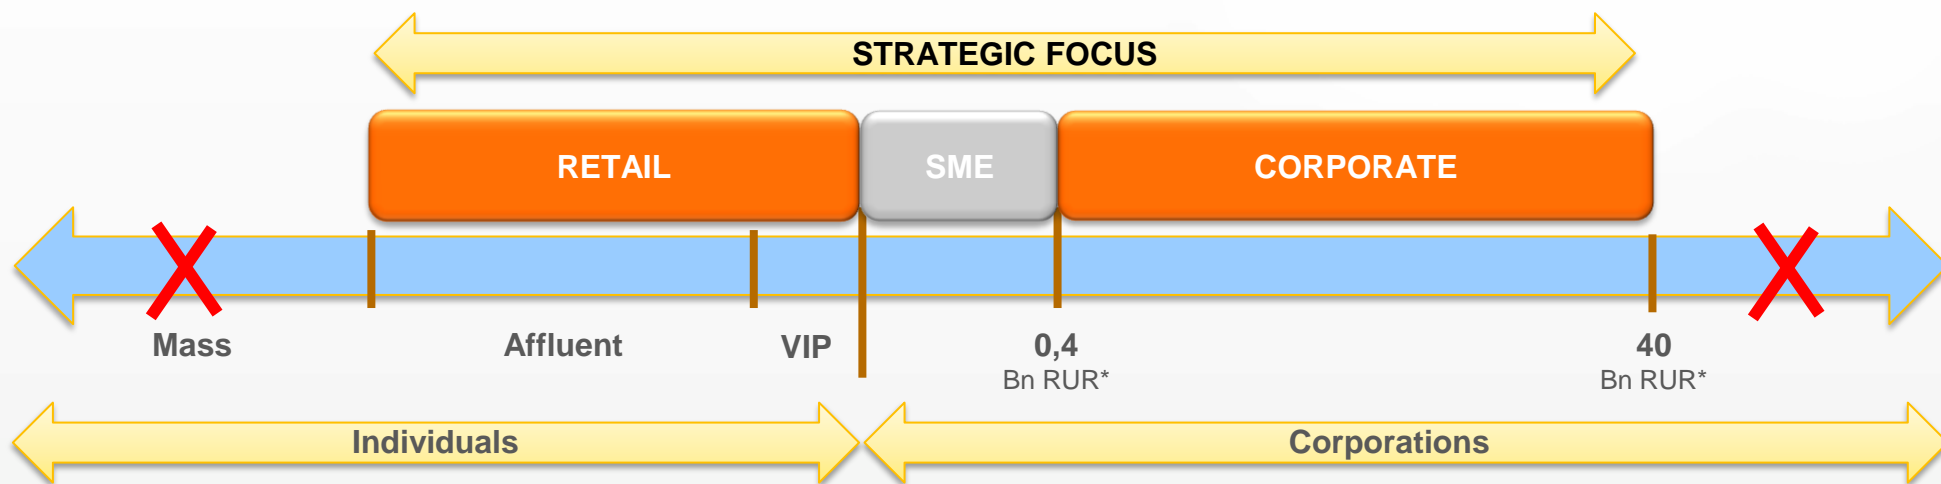 STRATEGIC FOCUS
RETAIL
SME
CORPORATE
Mass
Affluent
VIP
0,4
Bn RUR*
40
Bn RUR*
Individuals
Corporations